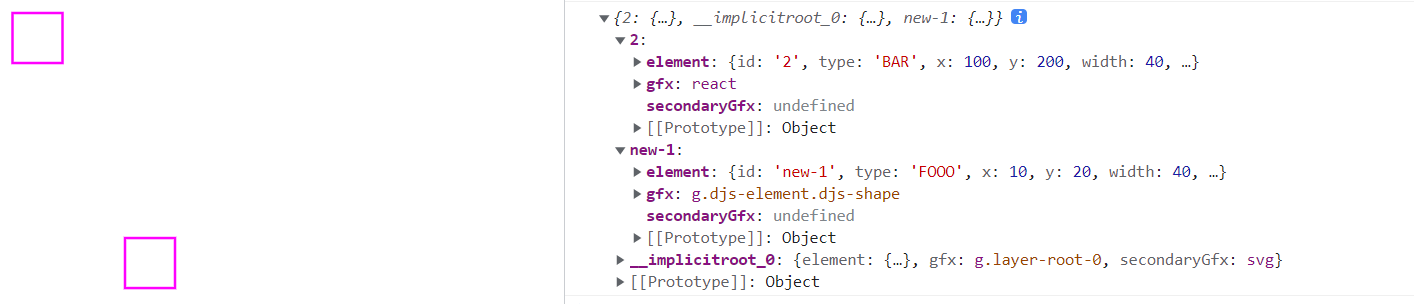 {2: {…}, __implicitroot_0: {…}, new-1: {…}} i
2:
element: {id: '2', type: 'BAR', x: 100, y: 200, width: 40, …}
gfx: react
secondaryGfx: undefined
[[Prototype]]: Object
new-1:
element: {id: 'new-1', type: 'FOOO', x: 10, y: 20, width: 40, …}
gfx: g.djs-element.djs-shape
secondaryGfx: undefined
[[Prototype]]: Object
__implicitroot_0: {element: {…}, gfx: g.layer-root-0, secondaryGfx: svg}
[[Prototype]]: Object